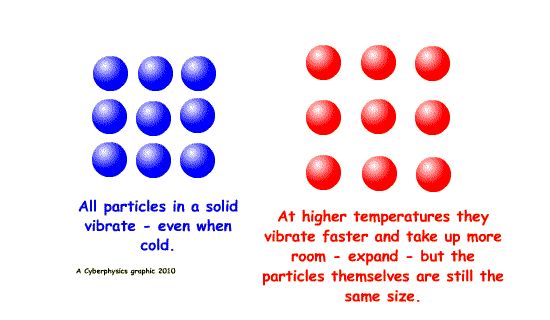 All particles in a solid
vibrate - even when
cold.
A Cyberphysics graphic 2010
At higher temperatures they
vibrate faster and take up more
room - expand - but the
particles themselves are still the
same size.